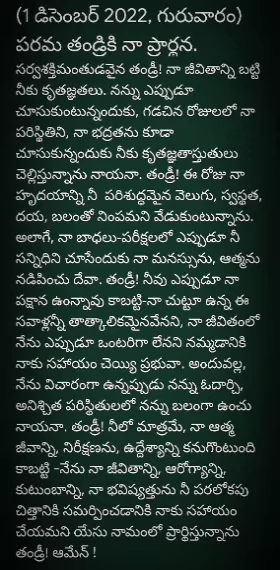 (1 డిసెంబర్ 2022, గురువారం)
పరమ తండ్రికి నా ప్రార్థన.
సర్వశక్తిమంతుడవైన తండ్రీ! నా జీవితాన్ని బట్టి
నీకు కృతజ్ఞతలు. నన్ను ఎప్పుడూ
చూసుకుంటున్నందుకు, గడచిన రోజులలో నా
పరిస్థితిని, నా భద్రతను కూడా
చూసుకున్నందుకు నీకు కృతజ్ఞతాస్తుతులు
చెల్లిస్తున్నాను నాయనా. తండ్రీ! ఈ రోజు నా
హృదయాన్ని నీ పరిశుద్ధమైన వెలుగు, స్వస్థత,
దయ, బలంతో నింపమని వేడుకుంటున్నాను.
అలాగే, నా బాధలు-పరీక్షలలో ఎప్పుడూ నీ
సన్నిధిని చూసేందుకు నా మనస్సును, ఆత్మను
నడిపించు దేవా. తండ్రీ! నీవు ఎప్పుడూ నా
పక్షాన ఉంన్నావు కాబట్టి-నా చుట్టూ ఉన్న ఈ
సవాళ్లన్నీ తాత్కాలికమైనవేనని, నా జీవితంలో
నేను ఎప్పుడూ ఒంటరిగా లేనని నమ్మడానికి
నాకు సహాయం చెయ్యి ప్రభువా. అందువల్ల,
నేను విచారంగా ఉన్నప్పుడు నన్ను ఓదార్చి,
అనిశ్చిత పరిస్థితులలో నన్ను బలంగా ఉంచు
నాయనా. తండ్రీ! నీలో మాత్రమే, నా ఆత్మ
జీవాన్ని, నిరీక్షణను, ఉద్దేశ్యాన్ని కనుగొంటుంది
కాబట్టి -నేను నా జీవితాన్ని, ఆరోగ్యాన్ని,
కుటుంబాన్ని, నా భవిష్యత్తును నీ పరలోకపు
చిత్తానికి సమర్పించడానికి నాకు సహాయం
చేయమని యేసు నామంలో ప్రార్థిస్తున్నాను
తండ్రీ! ఆమేన్ !